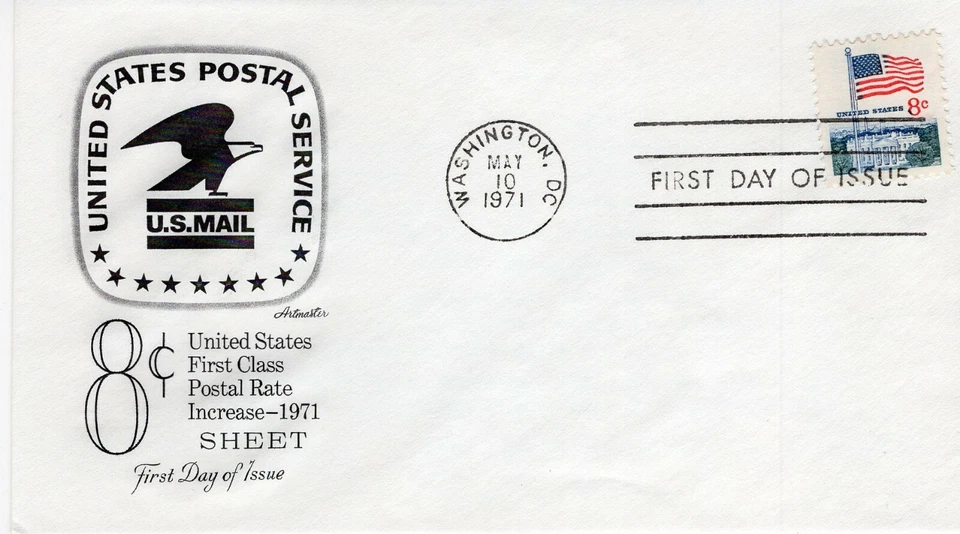 UNITED STATES POSTAL SERVICE
U.S.MAIL
Artmaster
8¢
United States
First Class
Postal Rate
Increase–1971
SHEET
First Day of Issue
WASHINGTON, DC
MAY
10
1971
UNITED STATES 8c
FIRST DAY OF ISSUE